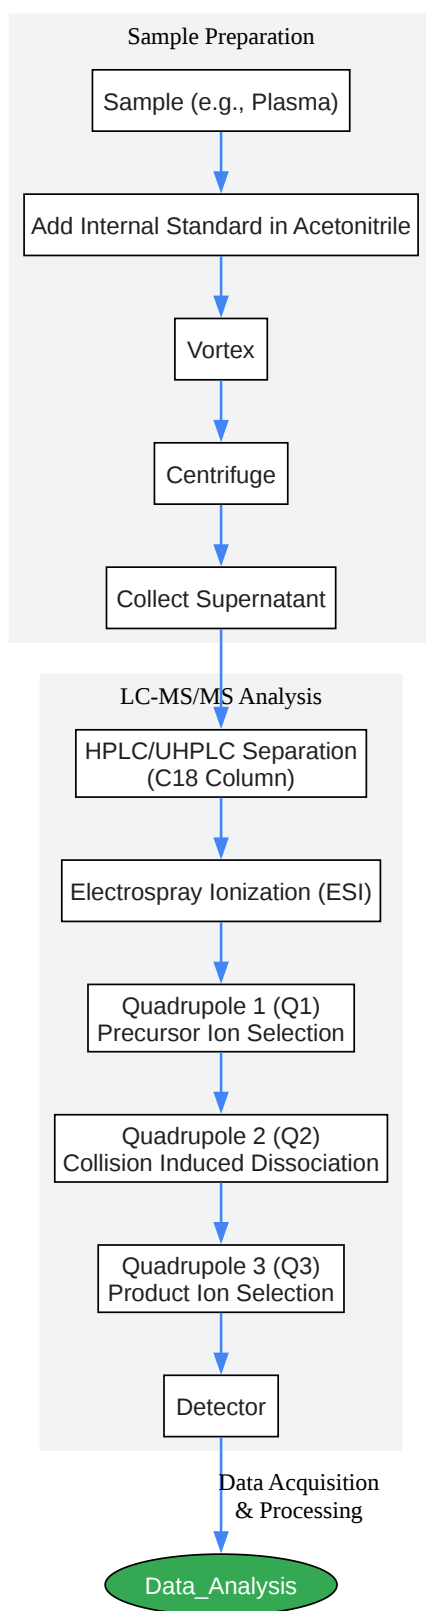 Sample Preparation
Sample (e.g., Plasma)
Add Internal Standard in Acetonitrile
Vortex
Centrifuge
Collect Supernatant
LC-MS/MS Analysis
HPLC/UHPLC Separation
(C18 Column)
Electrospray Ionization (ESI)
Quadrupole 1 (Q1)
Precursor Ion Selection
Quadrupole 2 (Q2)
Collision Induced Dissociation
Quadrupole 3 (Q3)
Product Ion Selection
Detector
Data Acquisition
& Processing
Data_Analysis